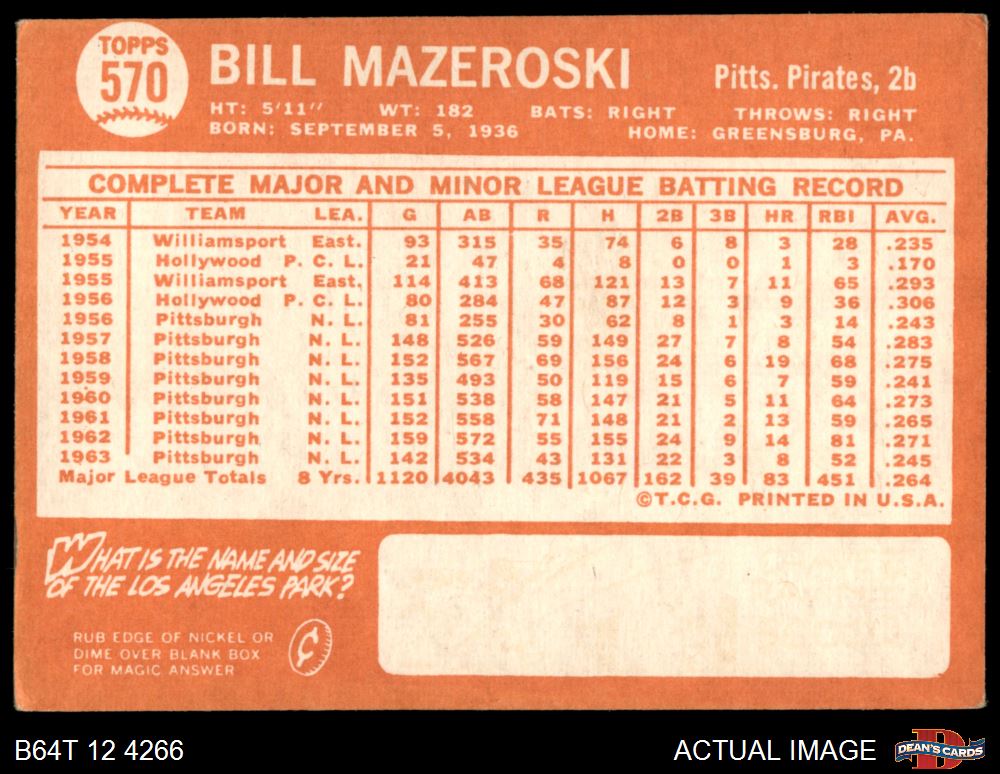 TOPPS
570
BILL MAZEROSKI
Pitts. Pirates, 2b
HT: 5'11" WT: 182 BATS: RIGHT THROWS: RIGHT
BORN: SEPTEMBER 5, 1936 HOME: GREENSBURG, PA.
COMPLETE MAJOR AND MINOR LEAGUE BATTING RECORD
YEAR TEAM LEA. G AB R H 2B 3B HR RBI AVG.
1954 Williamsport East. 93 315 35 74 6 8 3 28 .235
1955 Hollywood P. C. L. 21 47 4 8 0 0 1 3 .170
1955 Williamsport East. 114 413 68 121 13 7 11 65 .293
1956 Hollywood P. C. L. 80 284 47 87 12 3 9 36 .306
1956 Pittsburgh N. L. 81 255 30 62 8 1 3 14 .243
1957 Pittsburgh N. L. 148 526 59 149 27 7 8 54 .283
1958 Pittsburgh N. L. 152 567 69 156 24 6 19 68 .275
1959 Pittsburgh N. L. 135 493 50 119 15 6 7 59 .241
1960 Pittsburgh N. L. 151 538 58 147 21 5 11 64 .273
1961 Pittsburgh N. L. 152 558 71 148 21 2 13 59 .265
1962 Pittsburgh N. L. 159 572 55 155 24 9 14 81 .271
1963 Pittsburgh N. L. 142 534 43 131 22 3 8 52 .245
Major League Totals 8 Yrs. 1120 4043 435 1067 162 39 83 451 .264
©T.C.G. PRINTED IN U.S.A.
WHAT IS THE NAME AND SIZE
OF THE LOS ANGELES PARK?
RUB EDGE OF NICKEL OR
DIME OVER BLANK BOX
FOR MAGIC ANSWER
B64T 12 4266
ACTUAL IMAGE
DEAN'S CARDS